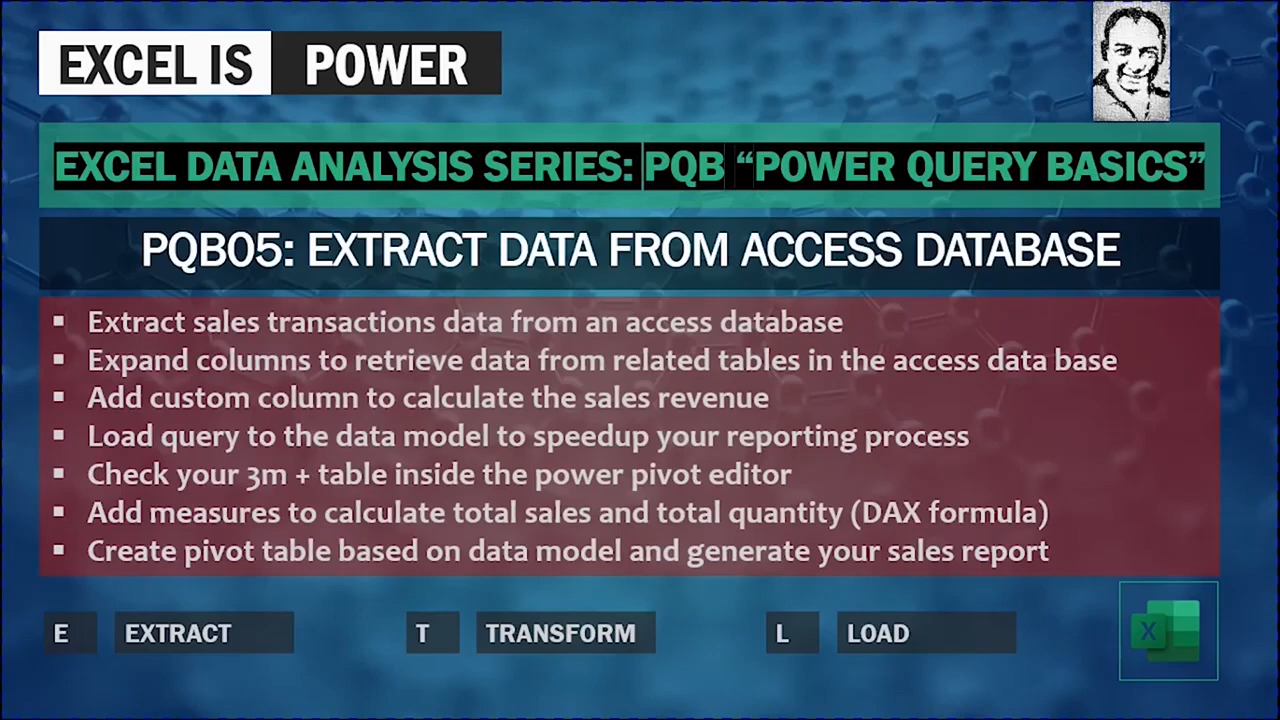 EXCEL IS POWER
EXCEL DATA ANALYSIS SERIES: PQB “POWER QUERY BASICS”
PQB05: EXTRACT DATA FROM ACCESS DATABASE
▪ Extract sales transactions data from an access database
▪ Expand columns to retrieve data from related tables in the access data base
▪ Add custom column to calculate the sales revenue
▪ Load query to the data model to speedup your reporting process
▪ Check your 3m + table inside the power pivot editor
▪ Add measures to calculate total sales and total quantity (DAX formula)
▪ Create pivot table based on data model and generate your sales report
E EXTRACT T TRANSFORM L LOAD
X